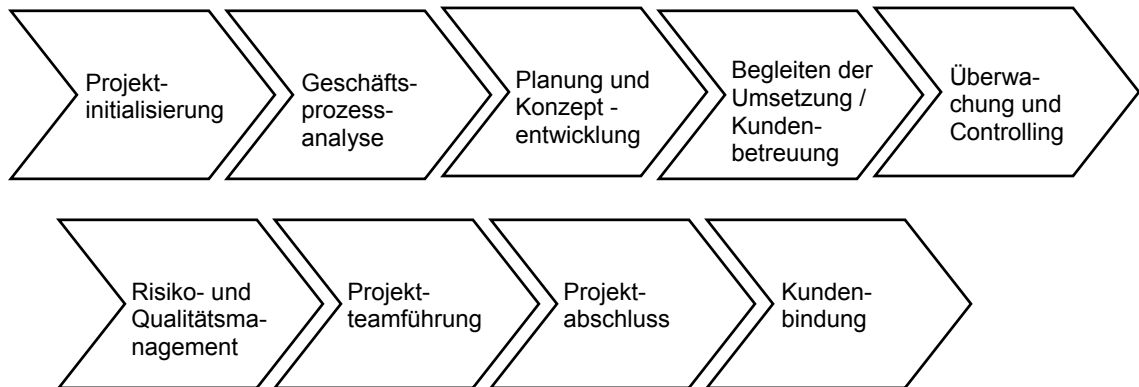 Projekt-
initialisierung
Geschäfts-
prozess-
analyse
Planung und
Konzept -
entwicklung
Begleiten der
Umsetzung /
Kunden-
betreuung
Überwa-
chung und
Controlling
Risiko- und
Qualitätsma-
nagement
Projekt-
teamführung
Projekt-
abschluss
Kunden-
bindung